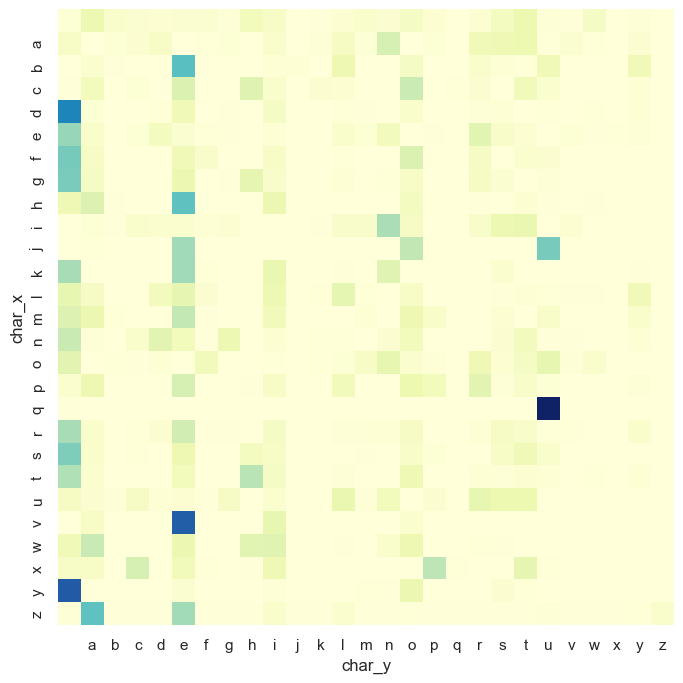 char_x
a
b
c
d
e
f
g
h
i
j
k
l
m
n
o
p
q
r
s
t
u
v
w
x
y
z
a b c d e f g h i j k l m n o p q r s t u v w x y z
char_y